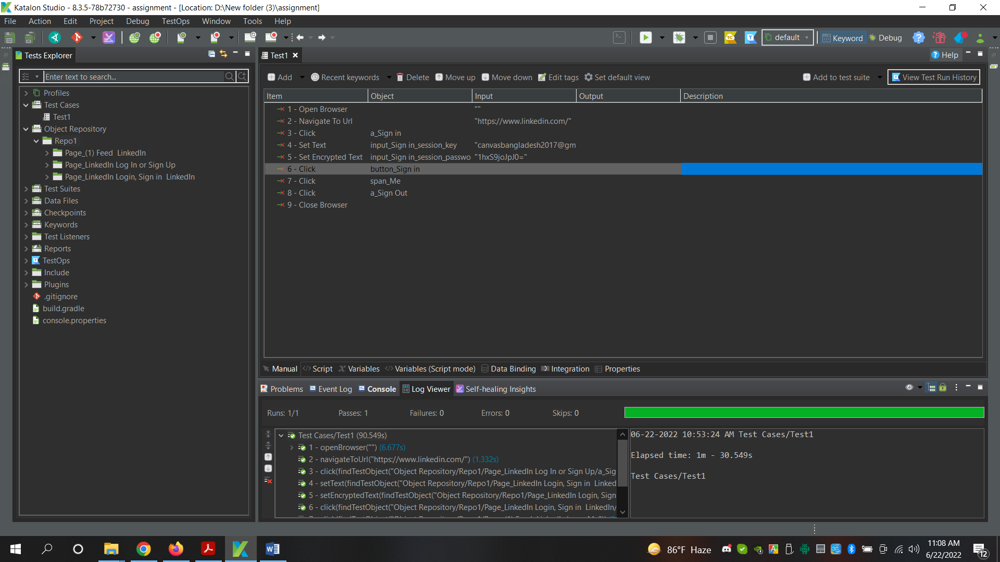 Katalon Studio - 8.3.5-78b72730 - assignment - [Location: D:\New folder (3)\assignment]
File Action Edit Project Debug TestOps Window Tools Help
default Keyword Debug
Tests Explorer
Enter text to search...
Profiles
Test Cases
Test1
Object Repository
Repo1
Page_(1) Feed  LinkedIn
Page_LinkedIn Log In or Sign Up
Page_LinkedIn Login, Sign in  LinkedIn
Test Suites
Data Files
Checkpoints
Keywords
Test Listeners
Reports
TestOps
Include
Plugins
.gitignore
build.gradle
console.properties
Test1
Help
Add Recent keywords Delete Move up Move down Edit tags Set default view Add to test suite View Test Run History
Item Object Input Output Description
1 - Open Browser ""
2 - Navigate To Url "https://www.linkedin.com/"
3 - Click a_Sign in
4 - Set Text input_Sign in_session_key "canvasbangladesh2017@gm
5 - Set Encrypted Text input_Sign in_session_passwo "1hxS9joJpJ0="
6 - Click button_Sign in
7 - Click span_Me
8 - Click a_Sign Out
9 - Close Browser
Manual Script Variables Variables (Script mode) Data Binding Integration Properties
Problems Event Log Console Log Viewer Self-healing Insights
Runs: 1/1 Passes: 1 Failures: 0 Errors: 0 Skips: 0
Test Cases/Test1 (90.549s)
1 - openBrowser("") (6.677s)
2 - navigateToUrl("https://www.linkedin.com/") (1.332s)
3 - click(findTestObject("Object Repository/Repo1/Page_LinkedIn Log In or Sign Up/a_Sig
4 - setText(findTestObject("Object Repository/Repo1/Page_LinkedIn Login, Sign in  Linked
5 - setEncryptedText(findTestObject("Object Repository/Repo1/Page_LinkedIn Login, Sign
6 - click(findTestObject("Object Repository/Repo1/Page_LinkedIn Login, Sign in  LinkedIn/
06-22-2022 10:53:24 AM Test Cases/Test1
Elapsed time: 1m - 30.549s
Test Cases/Test1
86°F Haze
11:08 AM
6/22/2022
12